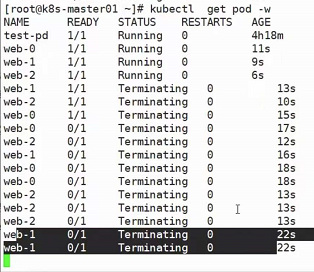 [root@k8s-master01 ~]# kubectl  get pod -w
NAME      READY   STATUS    RESTARTS   AGE
test-pd   1/1     Running   0          4h18m
web-0     1/1     Running   0          11s
web-1     1/1     Running   0          9s
web-2     1/1     Running   0          6s
web-1     1/1     Terminating   0          13s
web-2     1/1     Terminating   0          10s
web-0     1/1     Terminating   0          15s
web-0     0/1     Terminating   0          17s
web-2     0/1     Terminating   0          12s
web-1     0/1     Terminating   0          16s
web-0     0/1     Terminating   0          18s
web-0     0/1     Terminating   0          18s
web-2     0/1     Terminating   0          13s
web-2     0/1     Terminating   0          13s
web-2     0/1     Terminating   0          13s
web-1     0/1     Terminating   0          22s
web-1     0/1     Terminating   0          22s